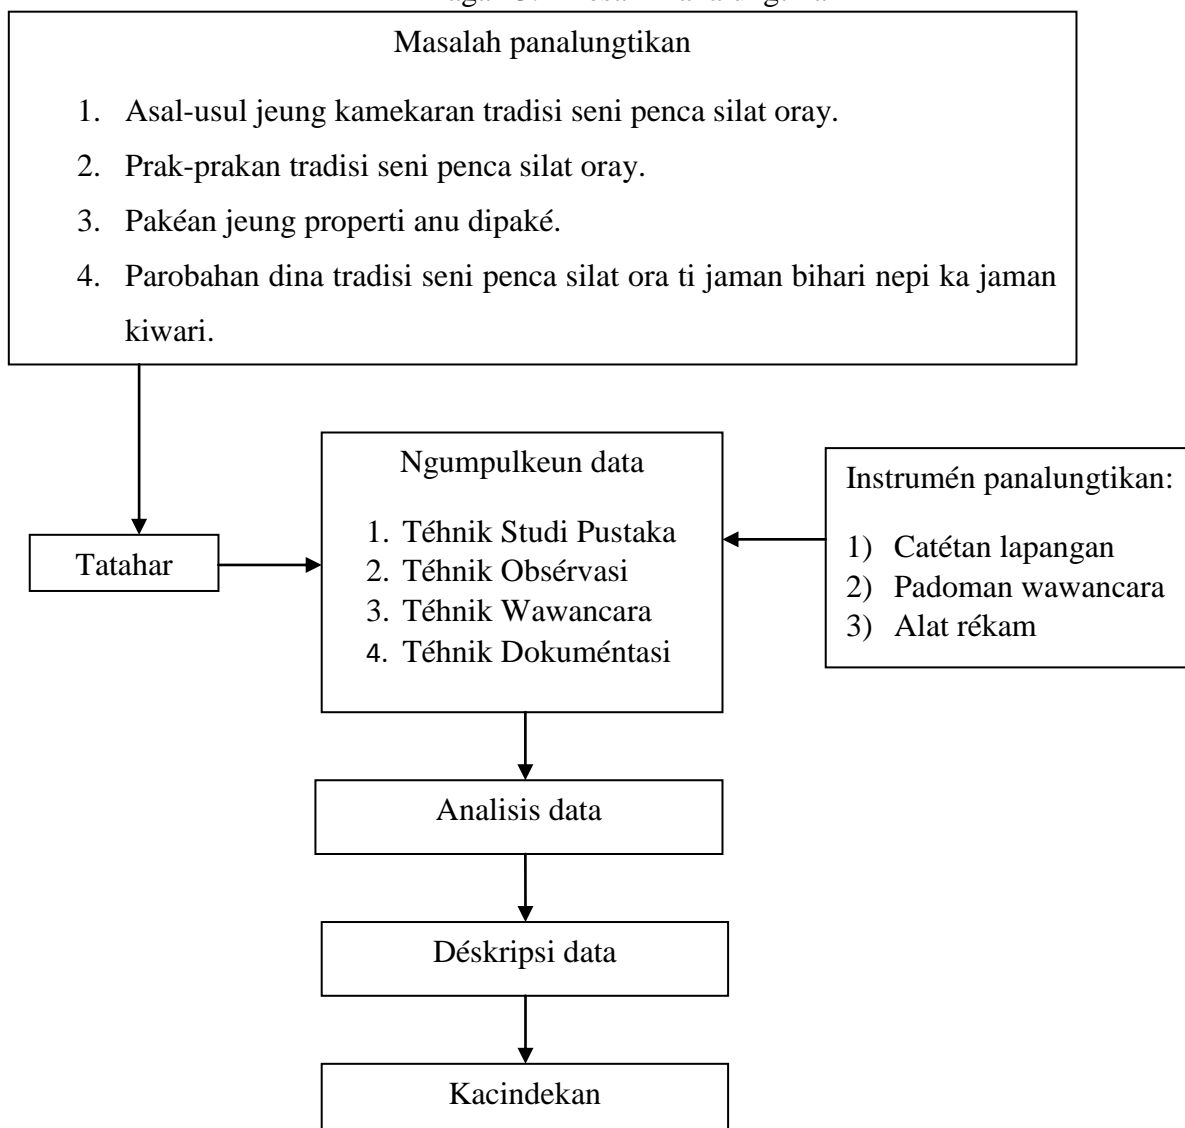 Masalah panalungtikan
1. Asal-usul jeung kamekaran tradisi seni penca silat oray.
2. Prak-prakan tradisi seni penca silat oray.
3. Pakéan jeung properti anu dipaké.
4. Parobahan dina tradisi seni penca silat ora ti jaman bihari nepi ka jaman
kiwari.
Tatahar
Ngumpulkeun data
1. Téhnik Studi Pustaka
2. Téhnik Obsérvasi
3. Téhnik Wawancara
4. Téhnik Dokuméntasi
Instrumén panalungtikan:
1) Catétan lapangan
2) Padoman wawancara
3) Alat rékam
Analisis data
Déskripsi data
Kacindekan